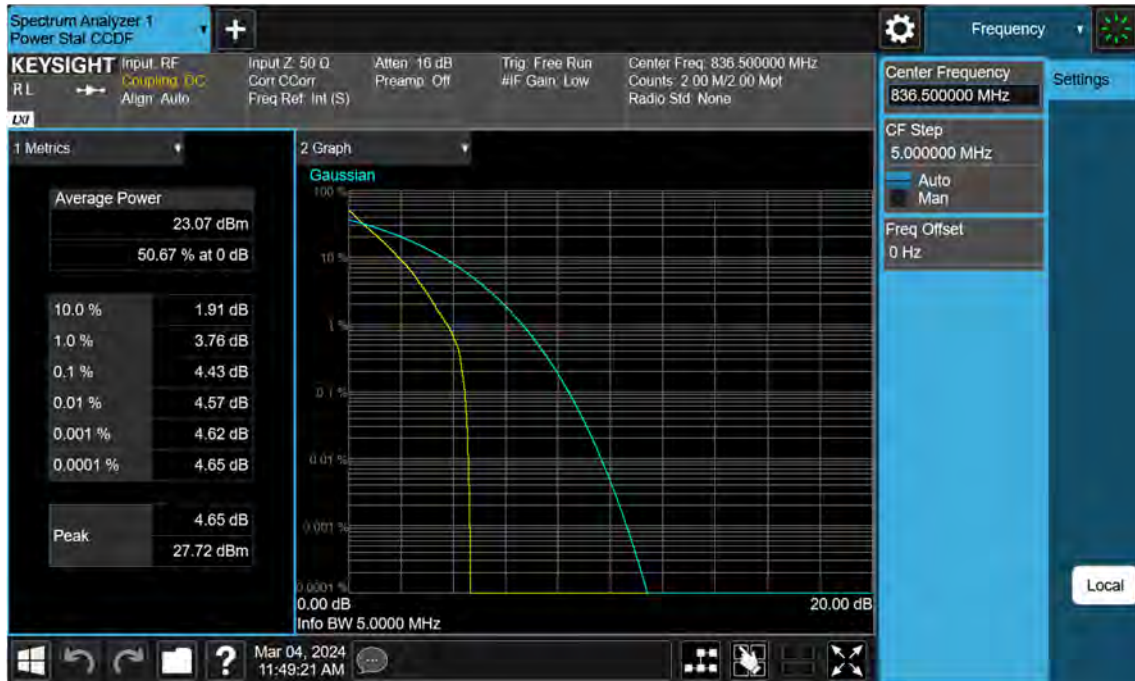 Spectrum Analyzer 1
Power Stat CCDF
Frequency
KEYSIGHT
RL
LXI
Input: RF
Coupling: DC
Align: Auto
Input Z: 50 Ω
Corr CCorr
Freq Ref: Int (S)
Atten: 16 dB
Preamp: Off
Trig: Free Run
#IF Gain: Low
Center Freq: 836.500000 MHz
Counts: 2.00 M/2.00 Mpt
Radio Std: None
Center Frequency
836.500000 MHz
Settings
CF Step
5.000000 MHz
Auto
Man
Freq Offset
0 Hz
1 Metrics
Average Power
23.07 dBm
50.67 % at 0 dB
10.0 % 1.91 dB
1.0 % 3.76 dB
0.1 % 4.43 dB
0.01 % 4.57 dB
0.001 % 4.62 dB
0.0001 % 4.65 dB
Peak 4.65 dB
27.72 dBm
2 Graph
Gaussian
100 %
10 %
1 %
0.1 %
0.01 %
0.001 %
0.0001 %
0.00 dB 20.00 dB
Info BW 5.0000 MHz
Local
?
Mar 04, 2024
11:49:21 AM